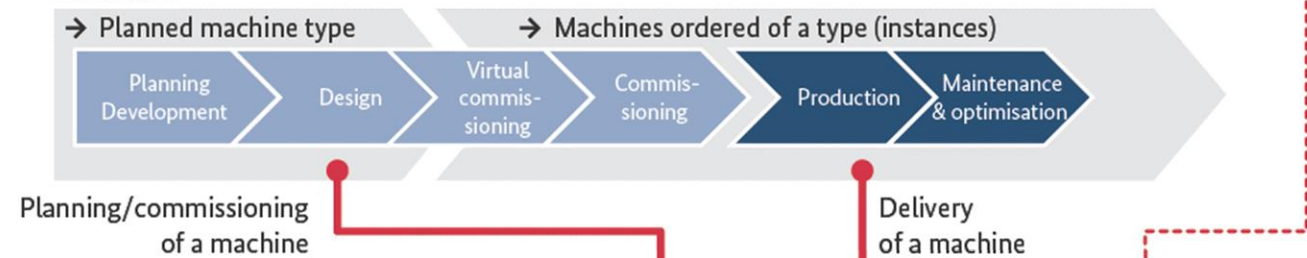 → Planned machine type
→ Machines ordered of a type (instances)
Planning
Development
Design
Virtual
commis-
sioning
Commis-
sioning
Production
Maintenance
& optimisation
Planning/commissioning
of a machine
Delivery
of a machine